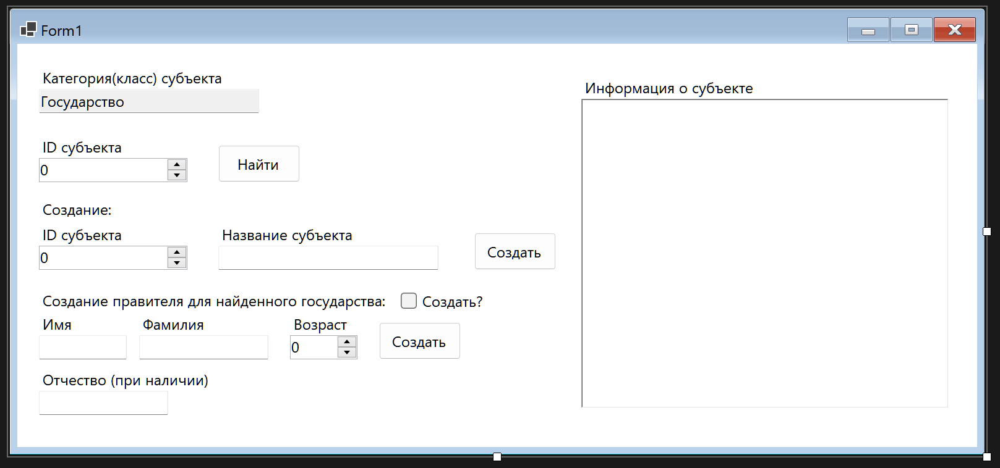 Form1
Категория(класс) субъекта
Государство
Информация о субъекте
ID субъекта
0
Найти
Создание:
ID субъекта
Название субъекта
0
Создать
Создание правителя для найденного государства:
Создать?
Имя
Фамилия
Возраст
0
Создать
Отчество (при наличии)